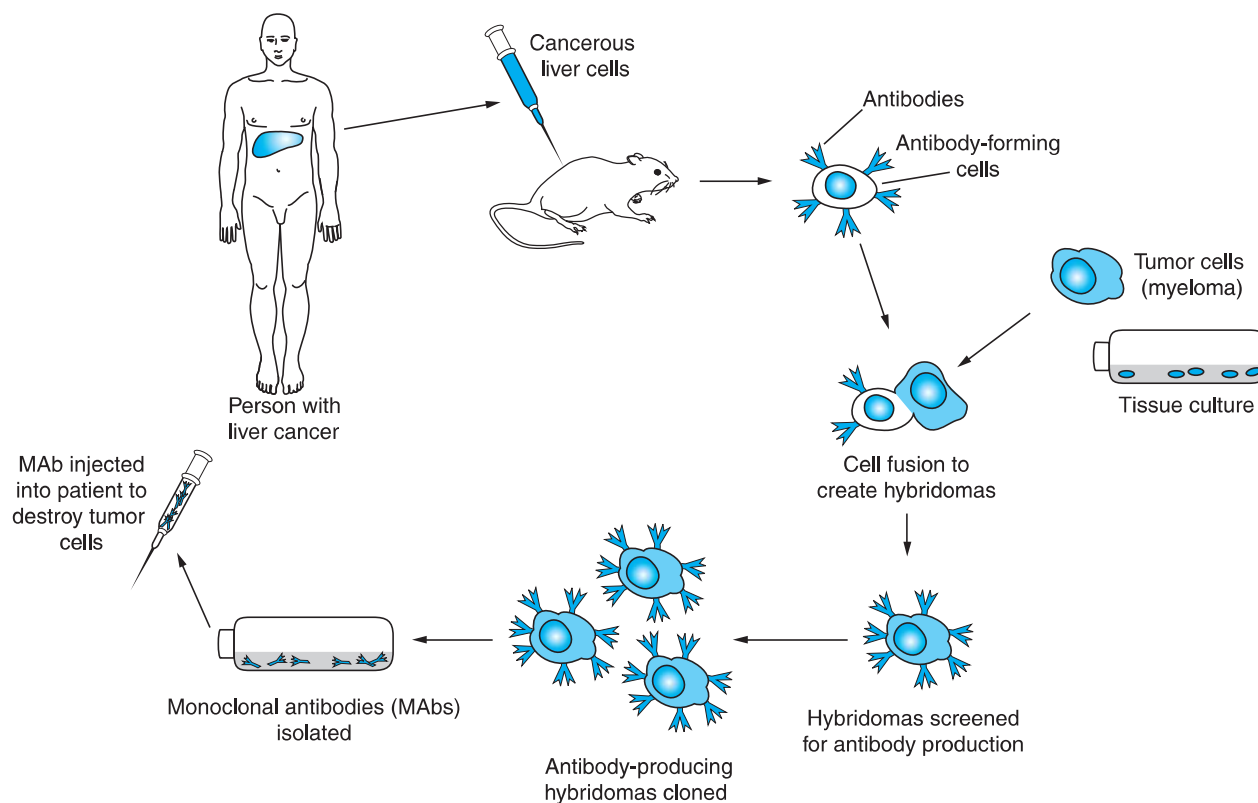 Cancerous
liver cells
Antibodies
Antibody-forming
cells
Tumor cells
(myeloma)
Tissue culture
Person with
liver cancer
Cell fusion to
create hybridomas
MAb injected
into patient to
destroy tumor
cells
Monoclonal antibodies (MAbs)
isolated
Antibody-producing
hybridomas cloned
Hybridomas screened
for antibody production